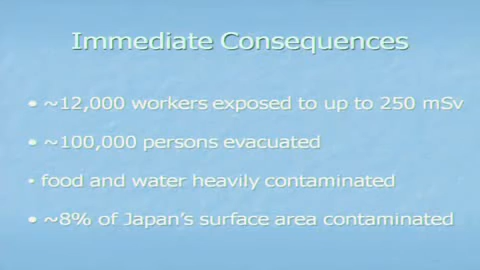 Immediate Consequences
• ~12,000 workers exposed to up to 250 mSv
• ~100,000 persons evacuated
• food and water heavily contaminated
• ~8% of Japan's surface area contaminated